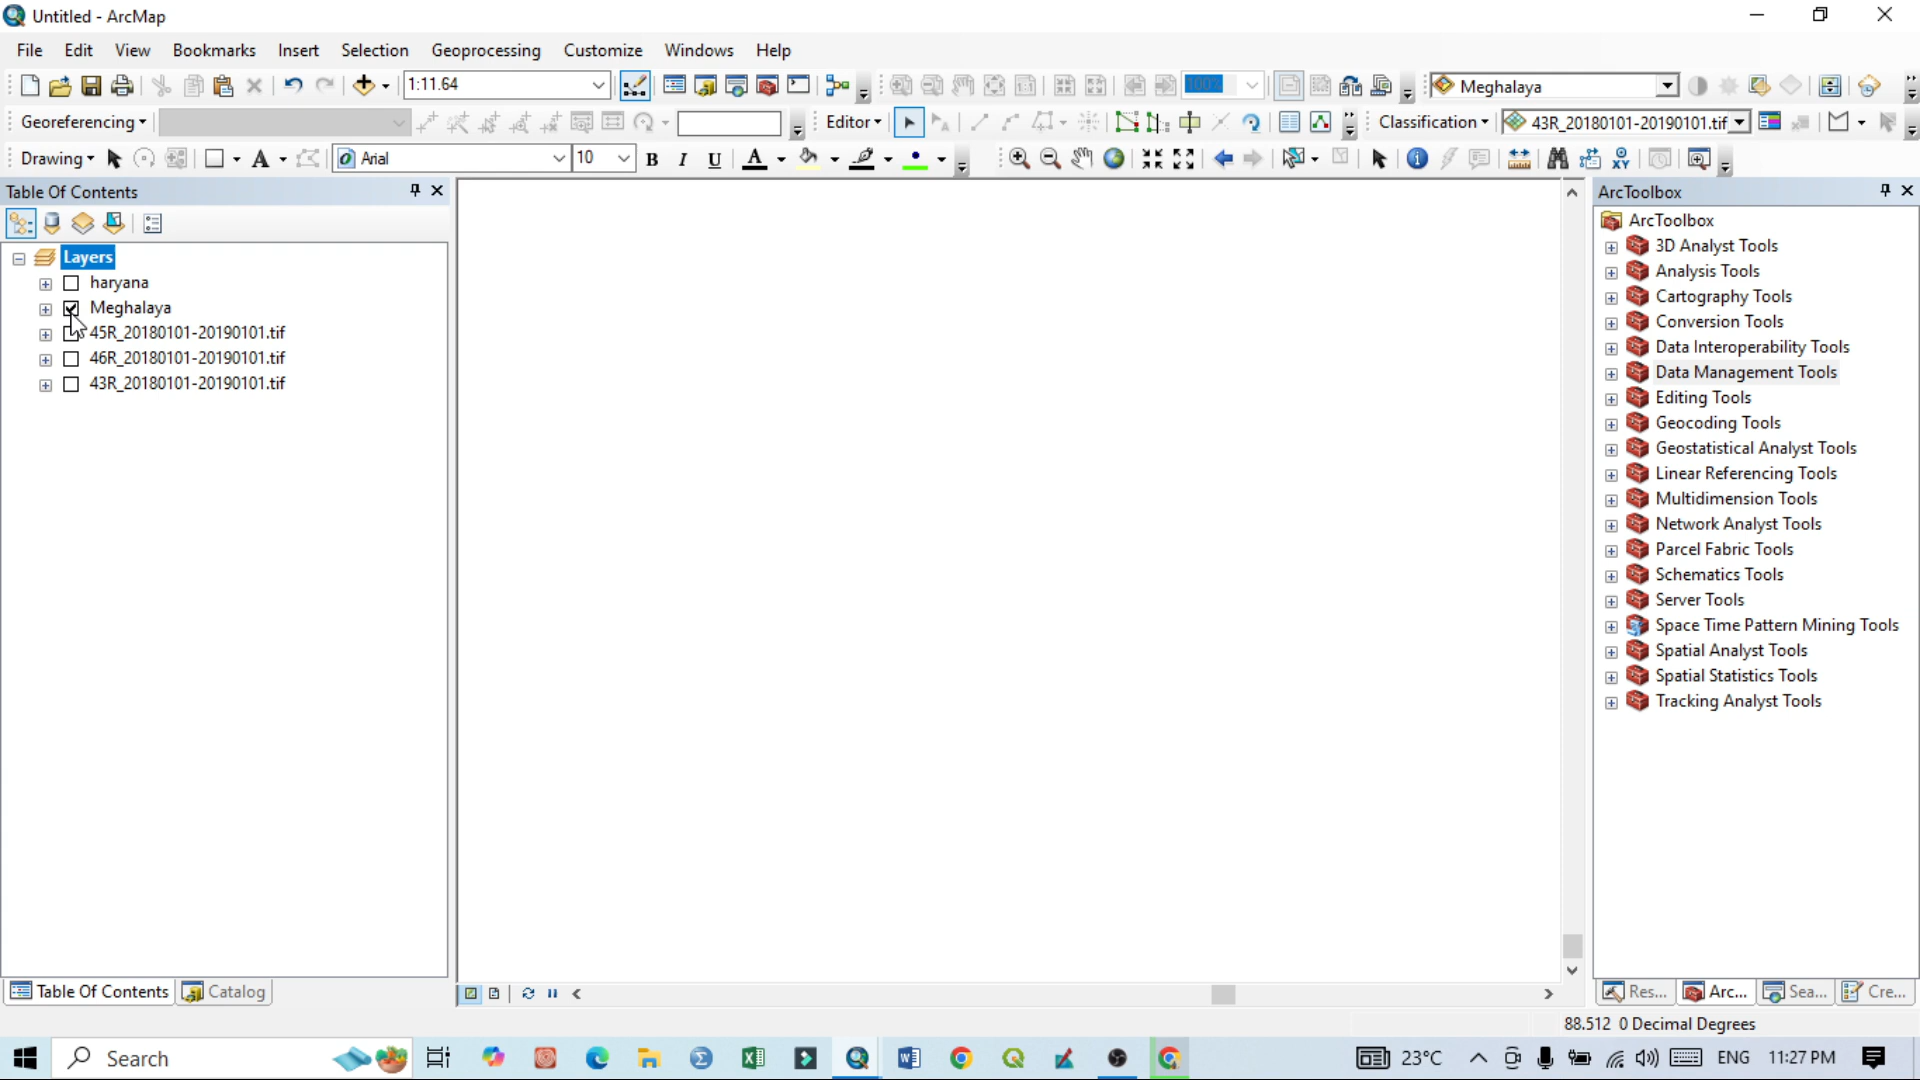 Untitled - ArcMap
File Edit View Bookmarks Insert Selection Geoprocessing Customize Windows Help
1:11.64 100% Meghalaya
Georeferencing Editor Classification 43R_20180101-20190101.tif
Drawing A Arial 10 B I U A
Table Of Contents
Layers
haryana
Meghalaya
45R_20180101-20190101.tif
46R_20180101-20190101.tif
43R_20180101-20190101.tif
Table Of Contents Catalog
ArcToolbox
ArcToolbox
3D Analyst Tools
Analysis Tools
Cartography Tools
Conversion Tools
Data Interoperability Tools
Data Management Tools
Editing Tools
Geocoding Tools
Geostatistical Analyst Tools
Linear Referencing Tools
Multidimension Tools
Network Analyst Tools
Parcel Fabric Tools
Schematics Tools
Server Tools
Space Time Pattern Mining Tools
Spatial Analyst Tools
Spatial Statistics Tools
Tracking Analyst Tools
Res... Arc... Sea... Cre...
88.512 0 Decimal Degrees
Search 23°C ENG 11:27 PM